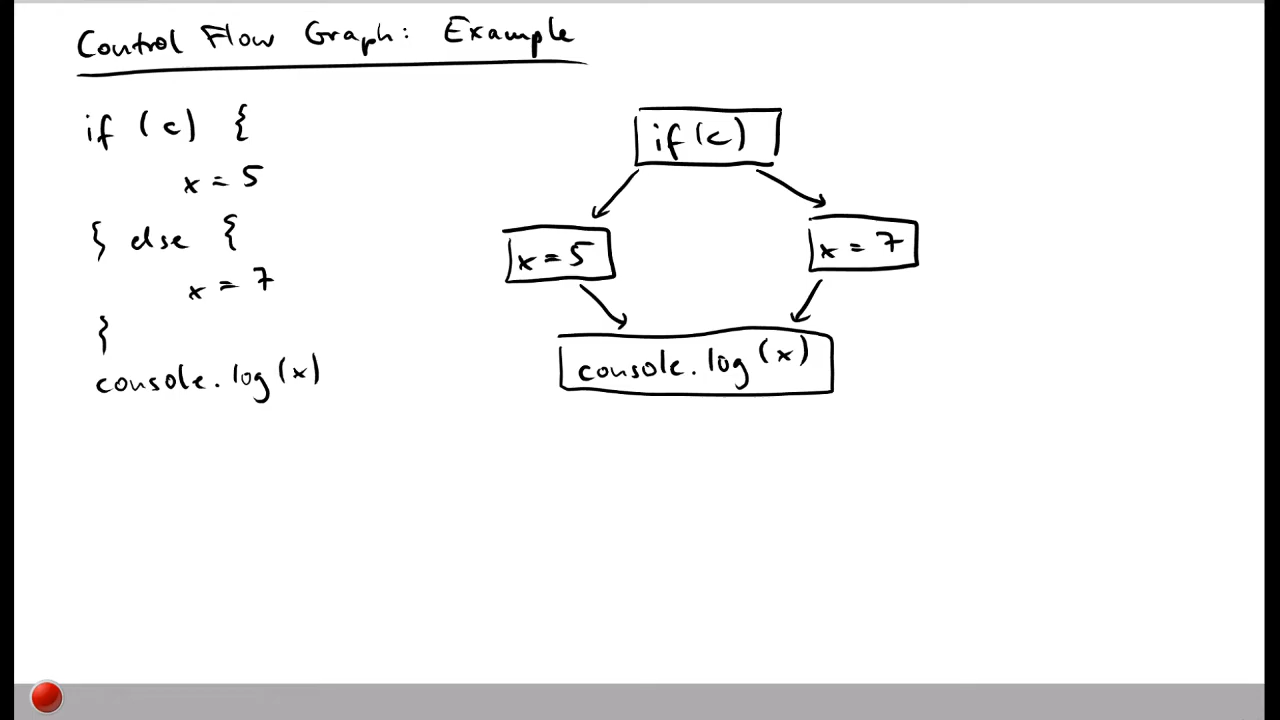 Control Flow Graph: Example
if (c) {
x = 5
} else {
x = 7
}
console.log(x)
if (c)
x = 5
x = 7
console.log(x)